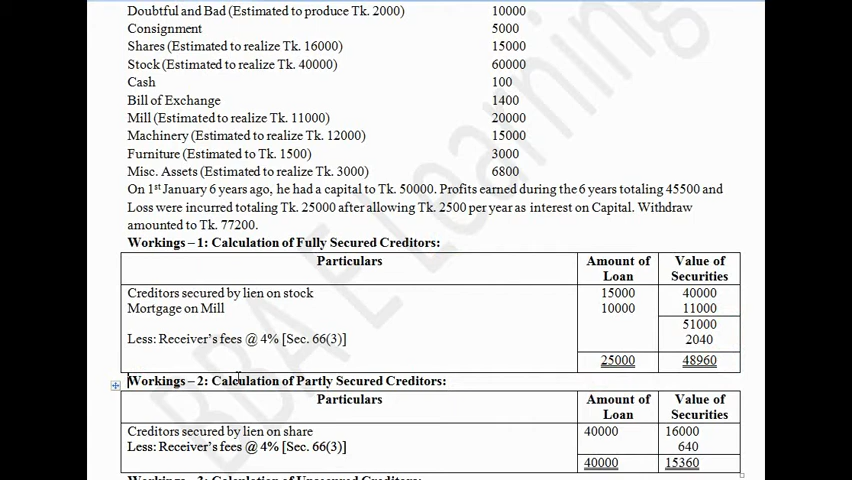 Doubtful and Bad (Estimated to produce Tk. 2000) 10000
Consignment 5000
Shares (Estimated to realize Tk. 16000) 15000
Stock (Estimated to realize Tk. 40000) 60000
Cash 100
Bill of Exchange 1400
Mill (Estimated to realize Tk. 11000) 20000
Machinery (Estimated to realize Tk. 12000) 15000
Furniture (Estimated to Tk. 1500) 3000
Misc. Assets (Estimated to realize Tk. 3000) 6800
On 1st January 6 years ago, he had a capital to Tk. 50000. Profits earned during the 6 years totaling 45500 and
Loss were incurred totaling Tk. 25000 after allowing Tk. 2500 per year as interest on Capital. Withdraw
amounted to Tk. 77200.
Workings – 1: Calculation of Fully Secured Creditors:
Particulars Amount of Loan Value of Securities
Creditors secured by lien on stock 15000 40000
Mortgage on Mill 10000 11000
51000
Less: Receiver's fees @ 4% [Sec. 66(3)] 2040
25000 48960
Workings – 2: Calculation of Partly Secured Creditors:
Particulars Amount of Loan Value of Securities
Creditors secured by lien on share 40000 16000
Less: Receiver's fees @ 4% [Sec. 66(3)] 640
40000 15360
Workings – 3: Calculation of Unsecured Creditors:
BBA E Learning